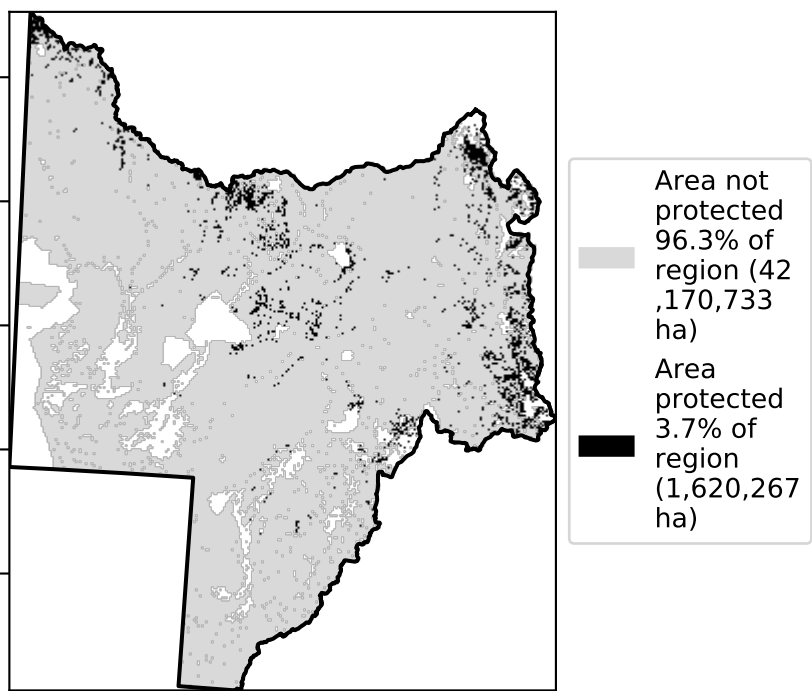 Area not
protected
96.3% of
region (42
,170,733
ha)
Area
protected
3.7% of
region
(1,620,267
ha)